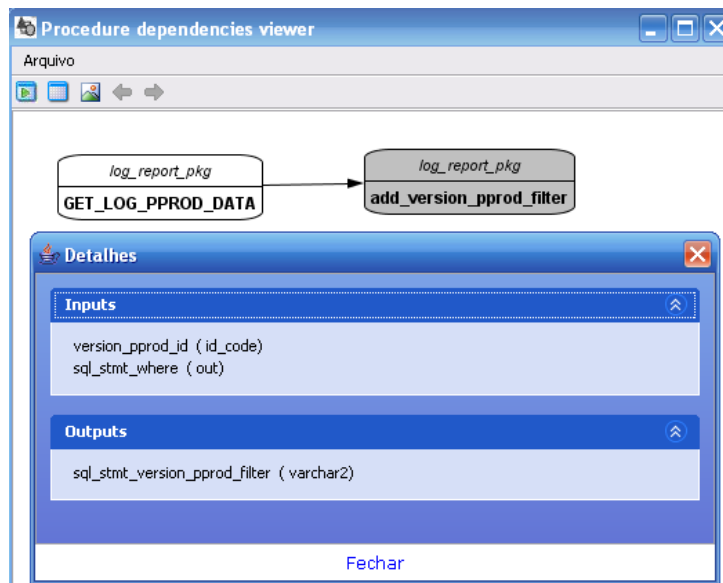 Procedure dependencies viewer
Arquivo
log_report_pkg
GET_LOG_PPROD_DATA
log_report_pkg
add_version_pprod_filter
Detalhes
Inputs
version_pprod_id ( id_code)
sql_stmt_where ( out)
Outputs
sql_stmt_version_pprod_filter ( varchar2)
Fechar